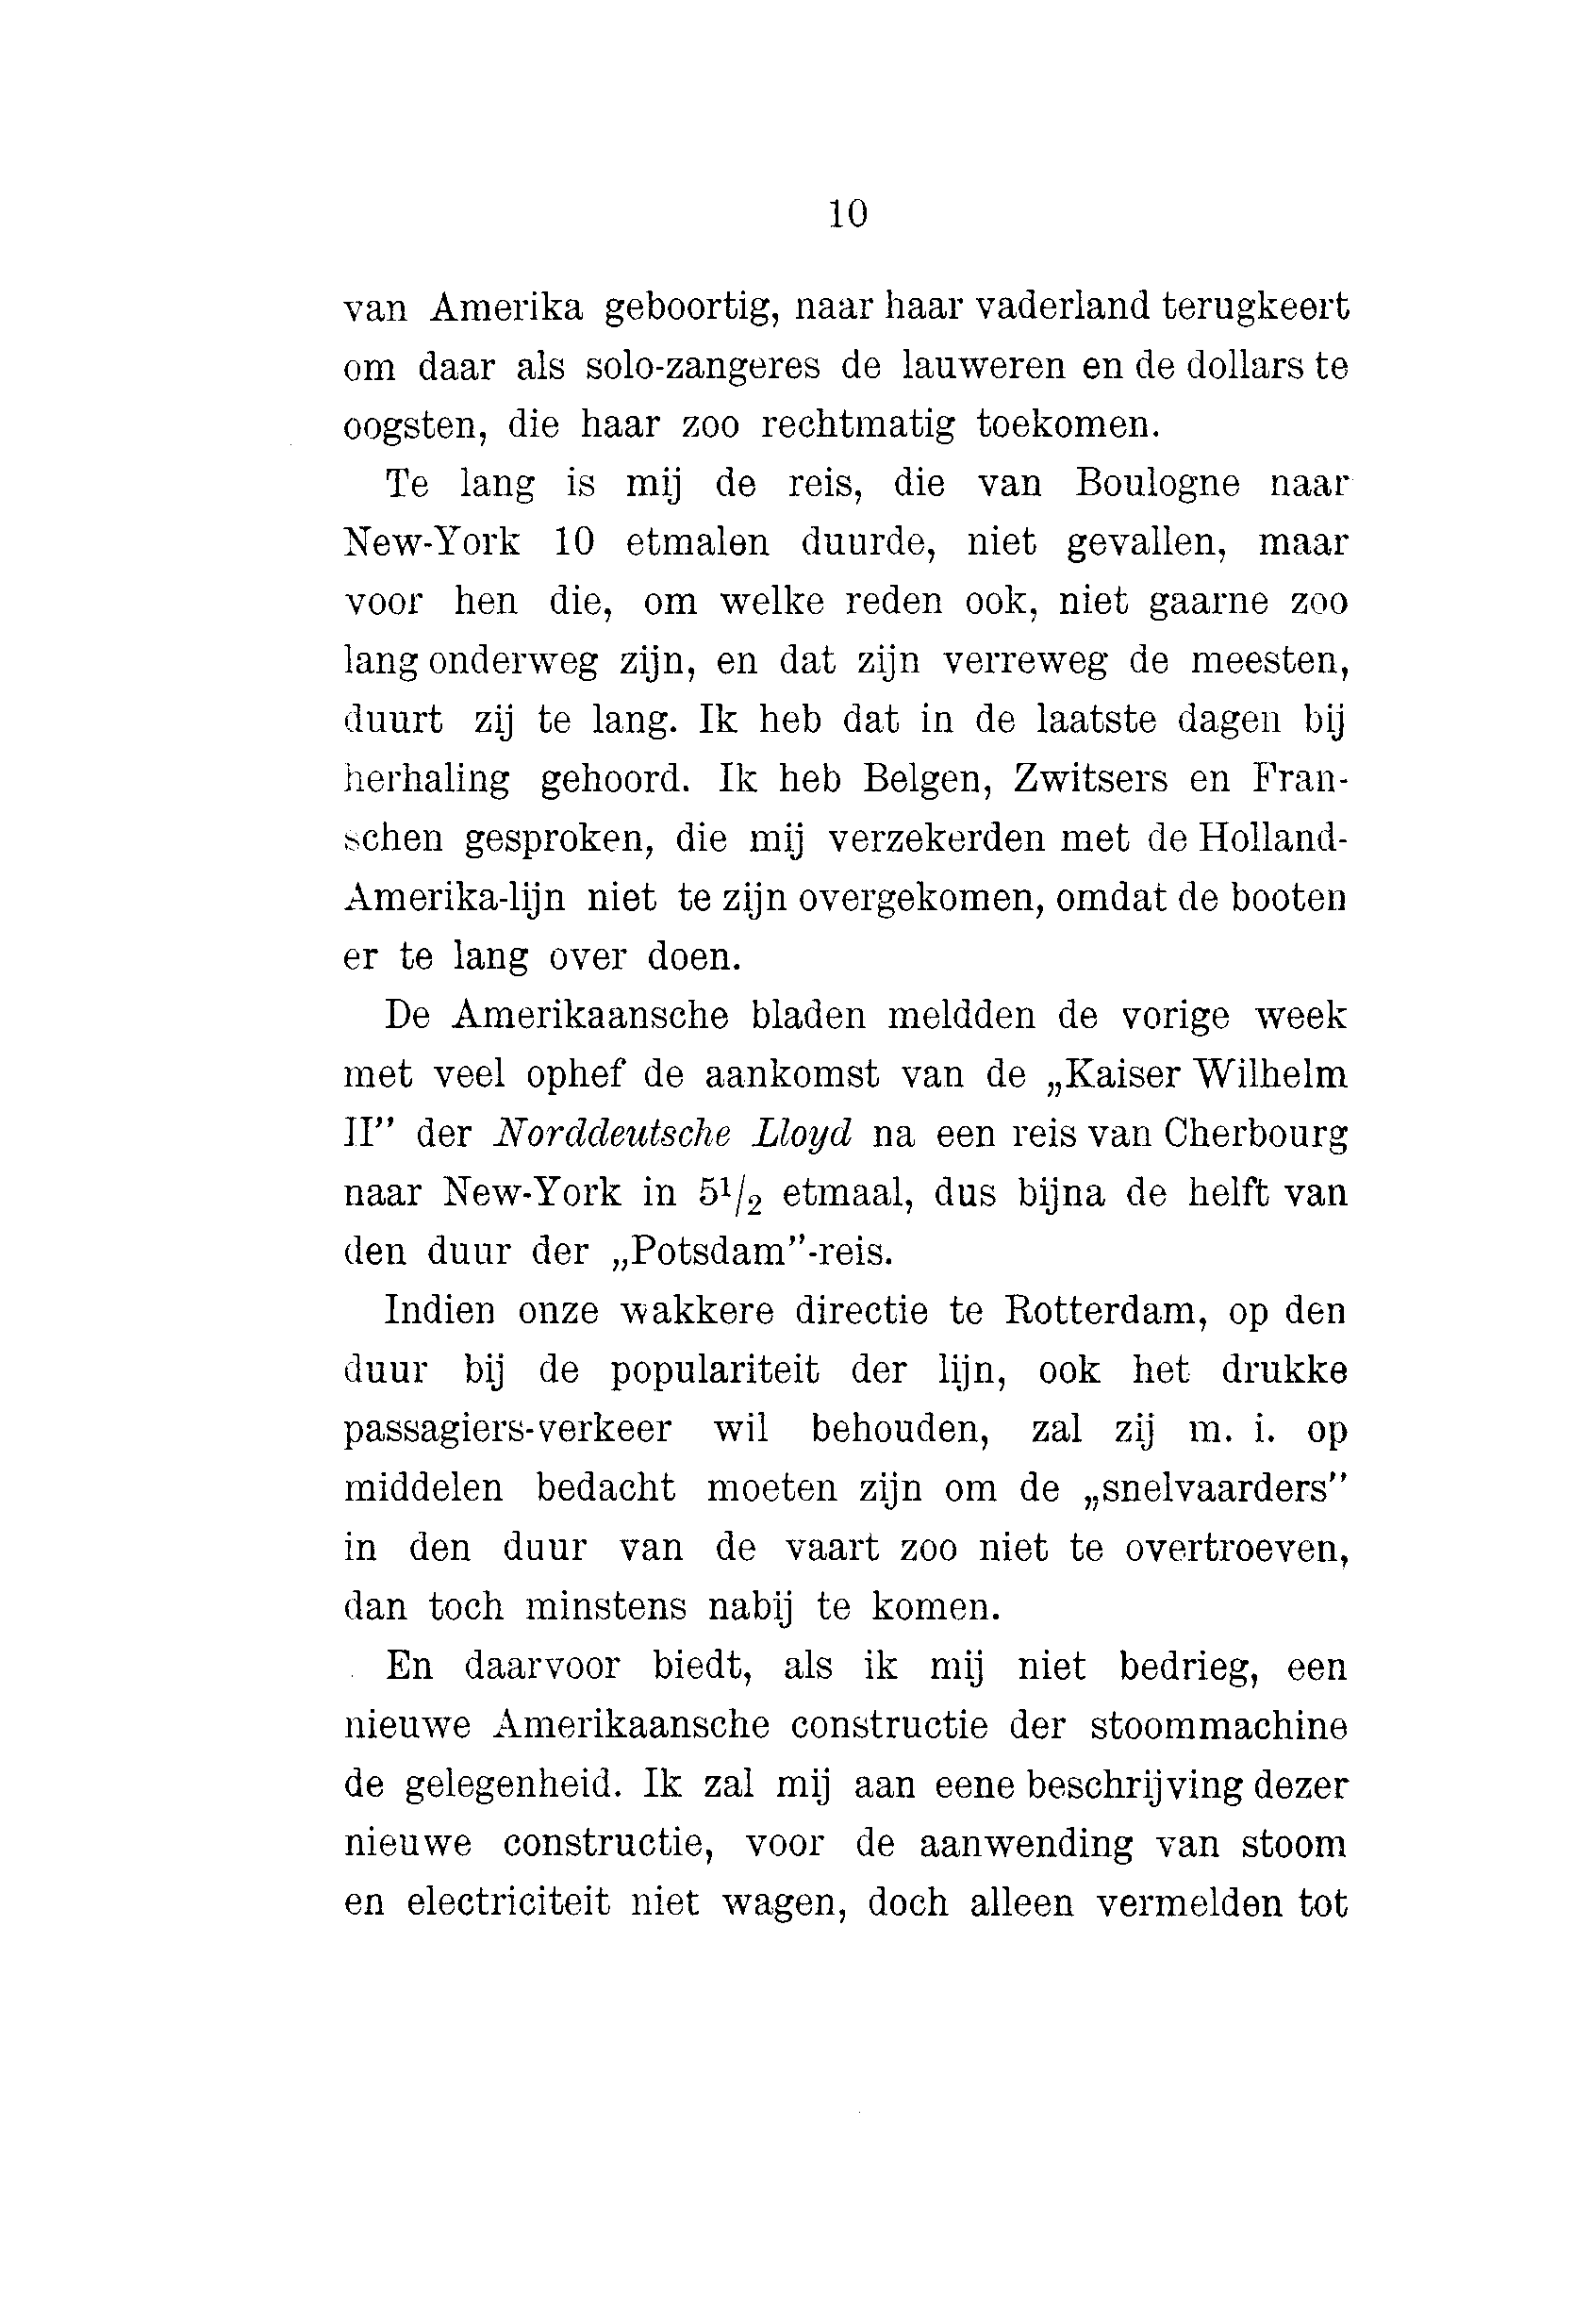 10
van Amerika geboortig, naar haar vaderland terugkeert
om daar als solo-zangeres de lauweren en de dollars te
oogsten, die haar zoo rechtmatig toekomen.
Te lang is mij de reis, die van Boulogne naar
New-York 10 etmalen duurde, niet gevallen, maar
voor hen die, om welke reden ook, niet gaarne zoo
lang onderweg zijn, en dat zijn verreweg de meesten,
duurt zij te lang. Ik heb dat in de laatste dagen bij
herhaling gehoord. Ik heb Belgen, Zwitsers en Fran-
schen gesproken, die mij verzekerden met de Holland-
Amerika-lijn niet te zijn overgekomen, omdat de booten
er te lang over doen.
De Amerikaansche bladen meldden de vorige week
met veel ophef de aankomst van de „Kaiser Wilhelm
II” der Norddeutsche Lloyd na een reis van Cherbourg
naar New-York in 5¹/₂ etmaal, dus bijna de helft van
den duur der „Potsdam”-reis.
Indien onze wakkere directie te Rotterdam, op den
duur bij de populariteit der lijn, ook het drukke
passagiers-verkeer wil behouden, zal zij m. i. op
middelen bedacht moeten zijn om de „snelvaarders”
in den duur van de vaart zoo niet te overtroeven,
dan toch minstens nabij te komen.
En daarvoor biedt, als ik mij niet bedrieg, een
nieuwe Amerikaansche constructie der stoommachine
de gelegenheid. Ik zal mij aan eene beschrijving dezer
nieuwe constructie, voor de aanwending van stoom
en electriciteit niet wagen, doch alleen vermelden tot